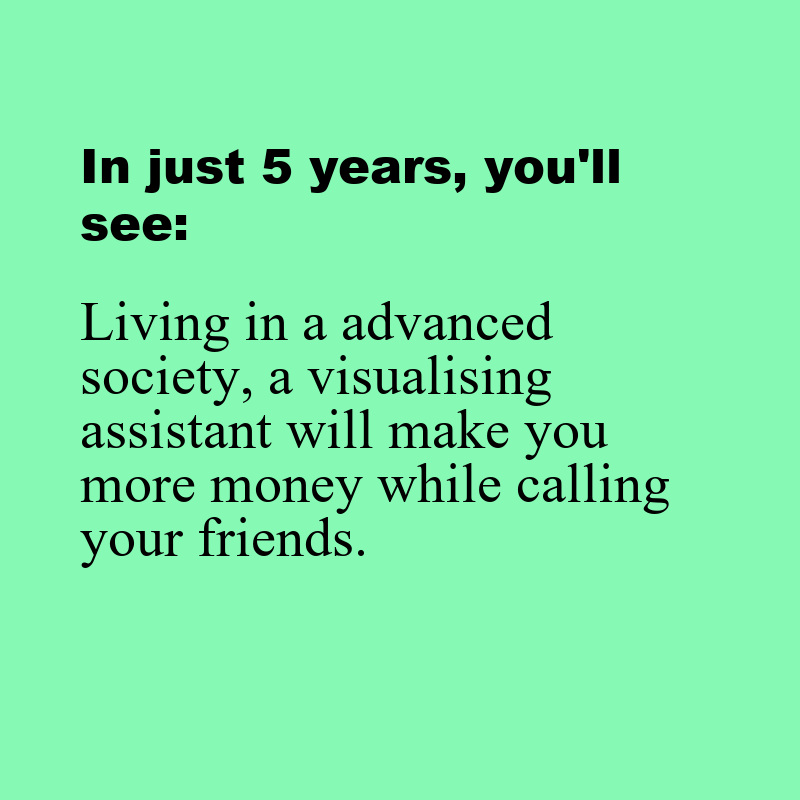 In just 5 years, you'll
see:
Living in a advanced
society, a visualising
assistant will make you
more money while calling
your friends.